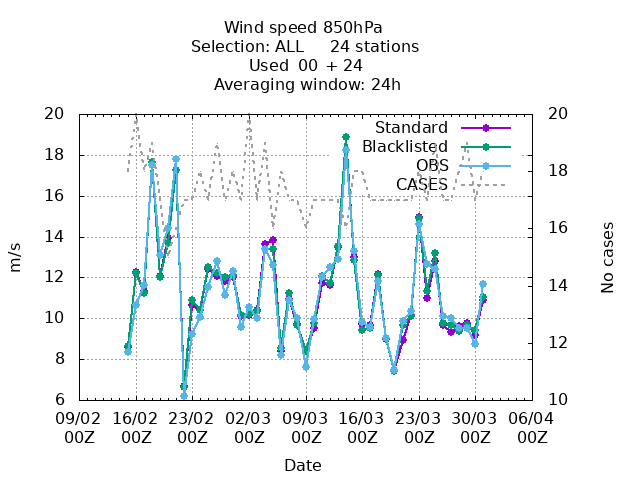 Wind speed 850hPa
Selection: ALL 24 stations
Used 00 + 24
Averaging window: 24h
20 20
Standard
Blacklisted
18 OBS 18
CASES
16
16
14
m/s No cases
12 14
10
12
8
6 10
09/02 16/02 23/02 02/03 09/03 16/03 23/03 30/03 06/04
00Z 00Z 00Z 00Z 00Z 00Z 00Z 00Z 00Z
Date